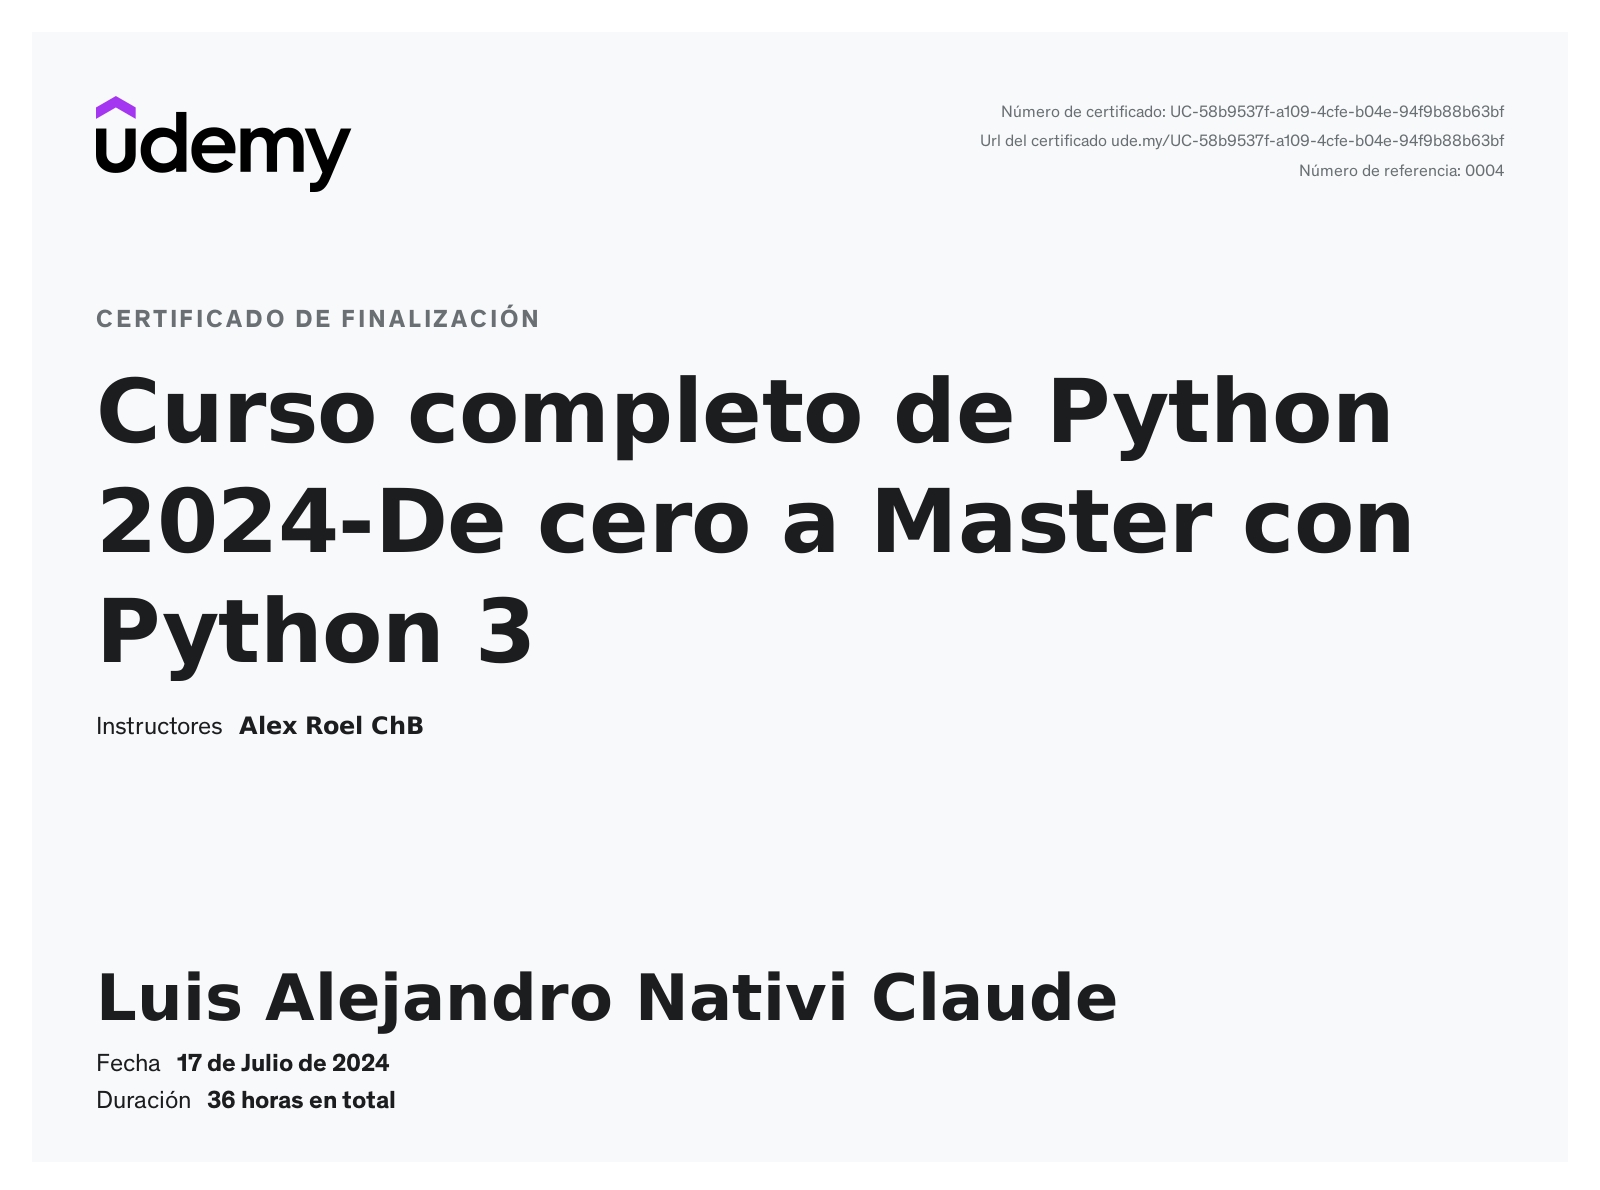 udemy
Número de certificado: UC-58b9537f-a109-4cfe-b04e-94f9b88b63bf
Url del certificado ude.my/UC-58b9537f-a109-4cfe-b04e-94f9b88b63bf
Número de referencia: 0004
CERTIFICADO DE FINALIZACIÓN
Curso completo de Python
2024-De cero a Master con
Python 3
Instructores Alex Roel ChB
Luis Alejandro Nativi Claude
Fecha 17 de Julio de 2024
Duración 36 horas en total